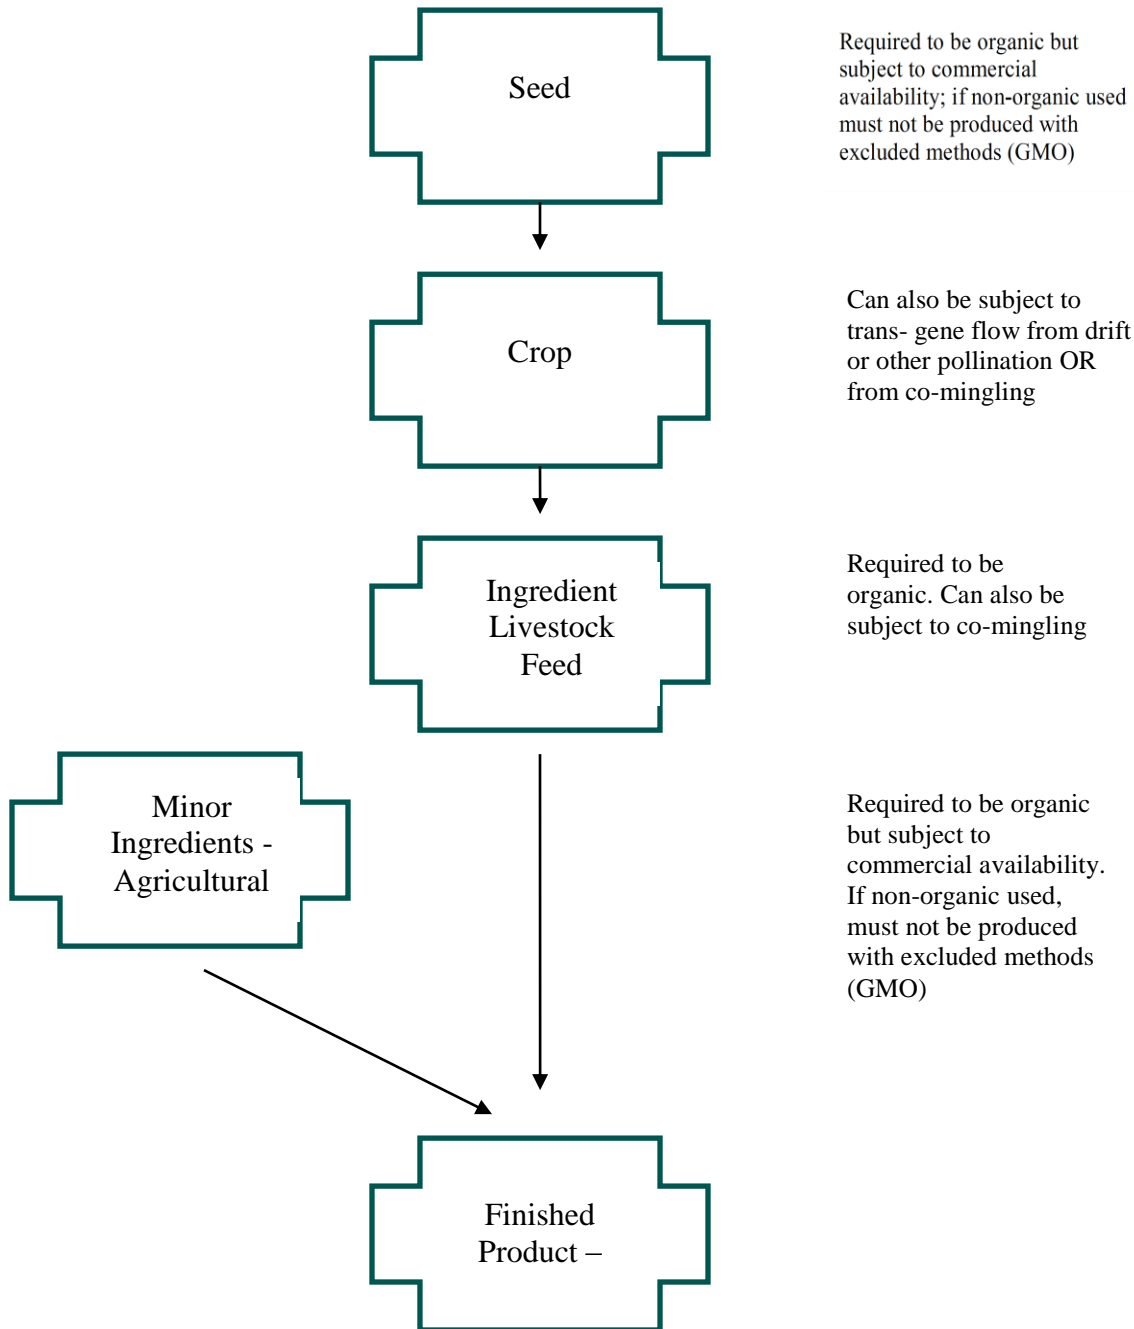 Seed
Required to be organic but
subject to commercial
availability; if non-organic used
must not be produced with
excluded methods (GMO)
Crop
Can also be subject to
trans- gene flow from drift
or other pollination OR
from co-mingling
Ingredient
Livestock
Feed
Required to be
organic. Can also be
subject to co-mingling
Minor
Ingredients -
Agricultural
Required to be organic
but subject to
commercial availability.
If non-organic used,
must not be produced
with excluded methods
(GMO)
Finished
Product –